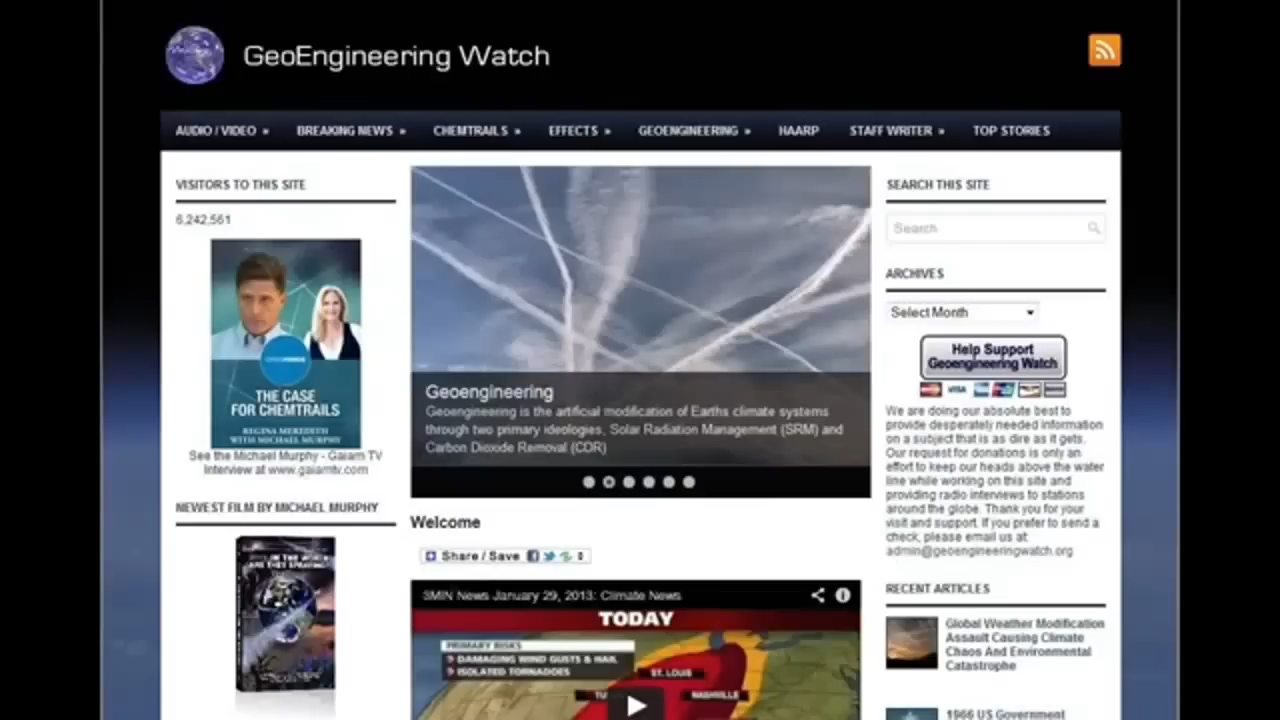 GeoEngineering Watch
AUDIO / VIDEO » BREAKING NEWS » CHEMTRAILS » EFFECTS » GEOENGINEERING » HAARP STAFF WRITER » TOP STORIES
VISITORS TO THIS SITE
6,242,561
THE CASE
FOR CHEMTRAILS
REGINA MEREDITH
WITH MICHAEL MURPHY
See the Michael Murphy - Gaiam TV
Interview at www.gaiamtv.com
NEWEST FILM BY MICHAEL MURPHY
IN THE WORLD
ARE THEY SPRAYING?
Geoengineering
Geoengineering is the artificial modification of Earths climate systems
through two primary ideologies, Solar Radiation Management (SRM) and
Carbon Dioxide Removal (CDR)
Welcome
Share / Save
3MIN News January 29, 2013: Climate News
TODAY
PRIMARY RISKS
DAMAGING WIND GUSTS & HAIL
ISOLATED TORNADOES
ST. LOUIS
TU
NASHVILLE
SEARCH THIS SITE
Search
ARCHIVES
Select Month
Help Support
Geoengineering Watch
VISA
We are doing our absolute best to
provide desperately needed information
on a subject that is as dire as it gets.
Our request for donations is only an
effort to keep our heads above the water
line while working on this site and
providing radio interviews to stations
around the globe. Thank you for your
visit and support. If you prefer to send a
check, please email us at:
admin@geoengineeringwatch.org
RECENT ARTICLES
Global Weather Modification
Assault Causing Climate
Chaos And Environmental
Catastrophe
1966 US Government